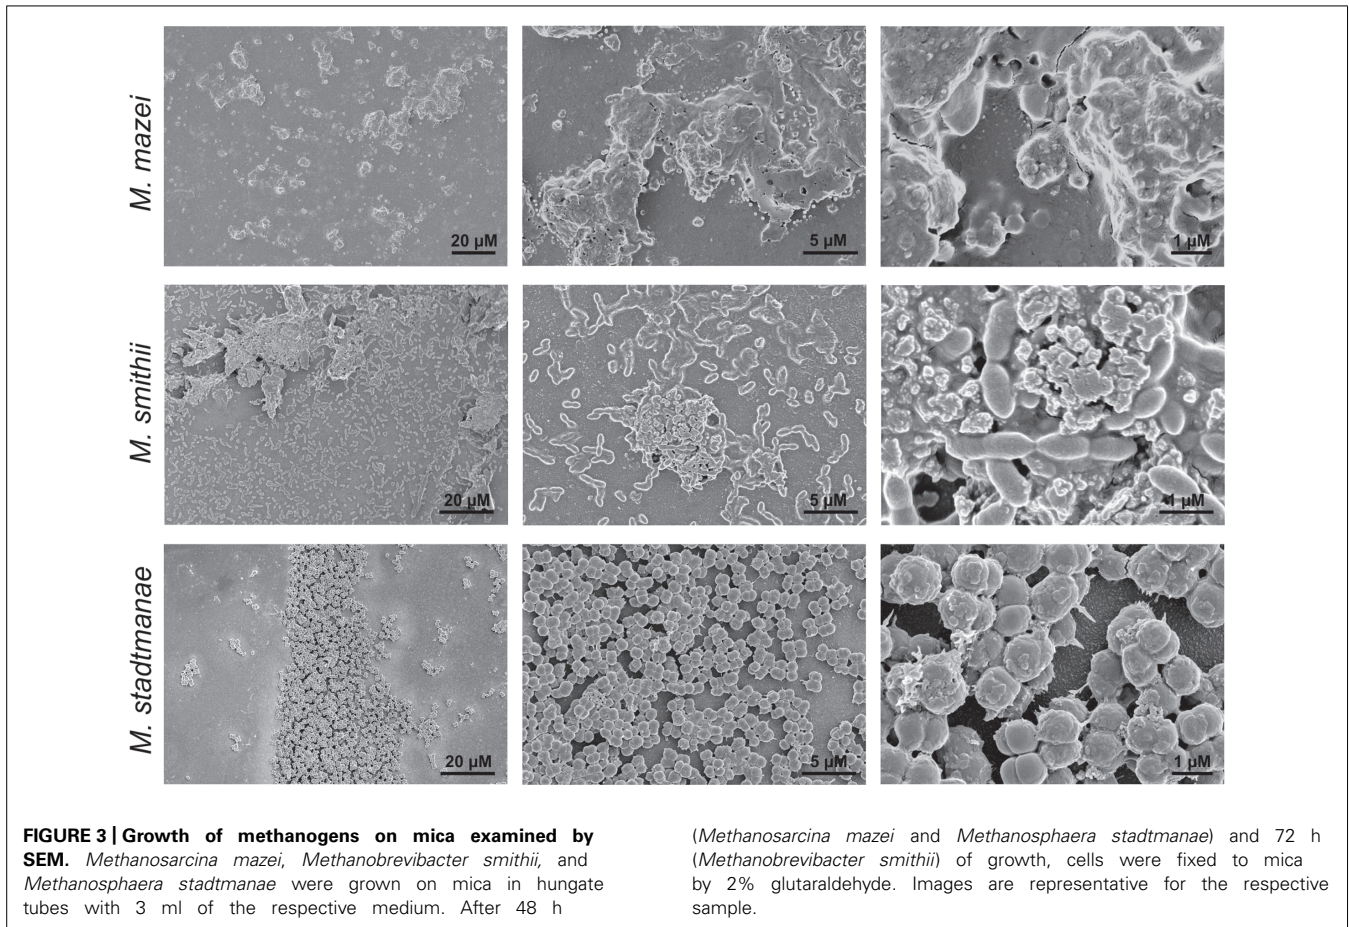 M. mazei
20 µM
5 µM
1 µM
M. smithii
20 µM
5 µM
1 µM
M. stadtmanae
20 µM
5 µM
1 µM
FIGURE 3 | Growth of methanogens on mica examined by
SEM. Methanosarcina mazei, Methanobrevibacter smithii, and
Methanosphaera stadtmanae were grown on mica in hungate
tubes with 3 ml of the respective medium. After 48 h
(Methanosarcina mazei and Methanosphaera stadtmanae) and 72 h
(Methanobrevibacter smithii) of growth, cells were fixed to mica
by 2% glutaraldehyde. Images are representative for the respective
sample.